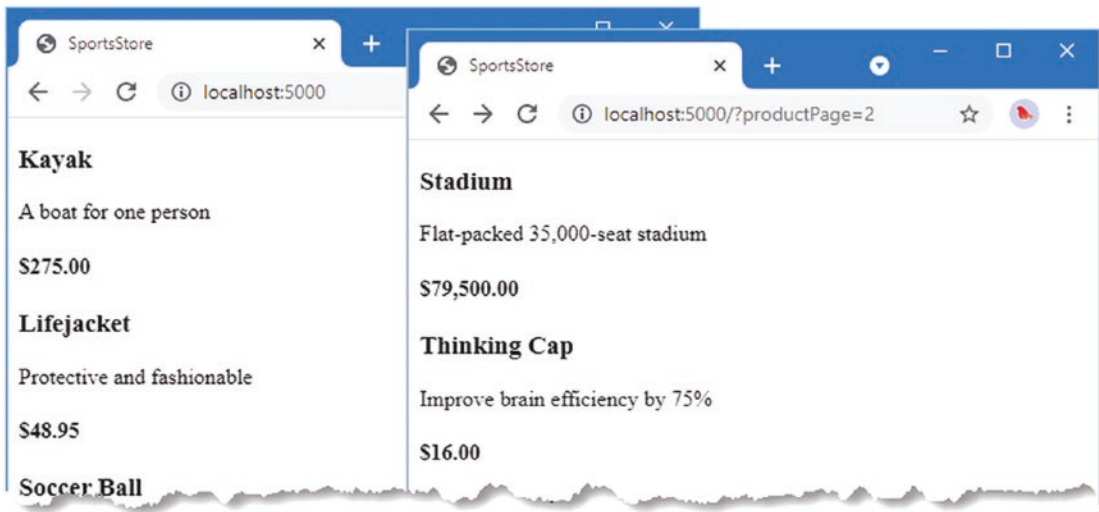 SportsStore
localhost:5000
Kayak
A boat for one person
$275.00
Lifejacket
Protective and fashionable
$48.95
Soccer Ball
SportsStore
localhost:5000/?productPage=2
Stadium
Flat-packed 35,000-seat stadium
$79,500.00
Thinking Cap
Improve brain efficiency by 75%
$16.00